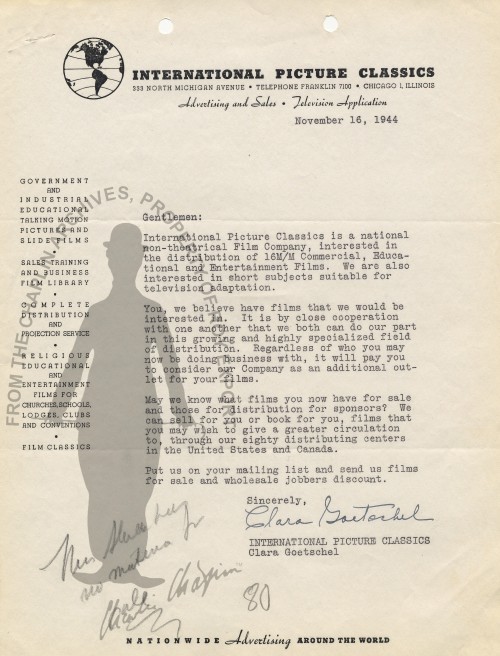 INTERNATIONAL PICTURE CLASSICS
333 NORTH MICHIGAN AVENUE • TELEPHONE FRANKLIN 7100 • CHICAGO 1, ILLINOIS
Advertising and Sales • Television Application
November 16, 1944
GOVERNMENT
AND
INDUSTRIAL
EDUCATIONAL
TALKING MOTION
PICTURES AND
SLIDE FILMS
•
SALES TRAINING
AND BUSINESS
FILM LIBRARY
•
COMPLETE
DISTRIBUTION
AND
PROJECTION SERVICE
•
RELIGIOUS
EDUCATIONAL
AND
ENTERTAINMENT
FILMS FOR
CHURCHES, SCHOOLS,
LODGES, CLUBS
AND CONVENTIONS
•
FILM CLASSICS
FROM THE CHAPLIN ARCHIVES, PROPERTY OF ROY EXPORT
Gentlemen:
International Picture Classics is a national
non-theatrical Film Company, interested in
the distribution of 16M/M Commercial, Educa-
tional and Entertainment Films. We are also
interested in short subjects suitable for
television adaptation.
You, we believe have films that we would be
interested in. It is by close cooperation
with one another that we both can do our part
in this growing and highly specialized field
of distribution. Regardless of who you may
now be doing business with, it will pay you
to consider our Company as an additional out-
let for your films.
May we know what films you now have for sale
and those for distribution for sponsors? We
can sell for you or book for you, films that
you may wish to give a greater circulation
to, through our eighty distributing centers
in the United States and Canada.
Put us on your mailing list and send us films
for sale and wholesale jobbers discount.
Sincerely,
Clara Goetschel
INTERNATIONAL PICTURE CLASSICS
Clara Goetschel
no material
Charlie Chaplin
80
NATIONWIDE Advertising AROUND THE WORLD